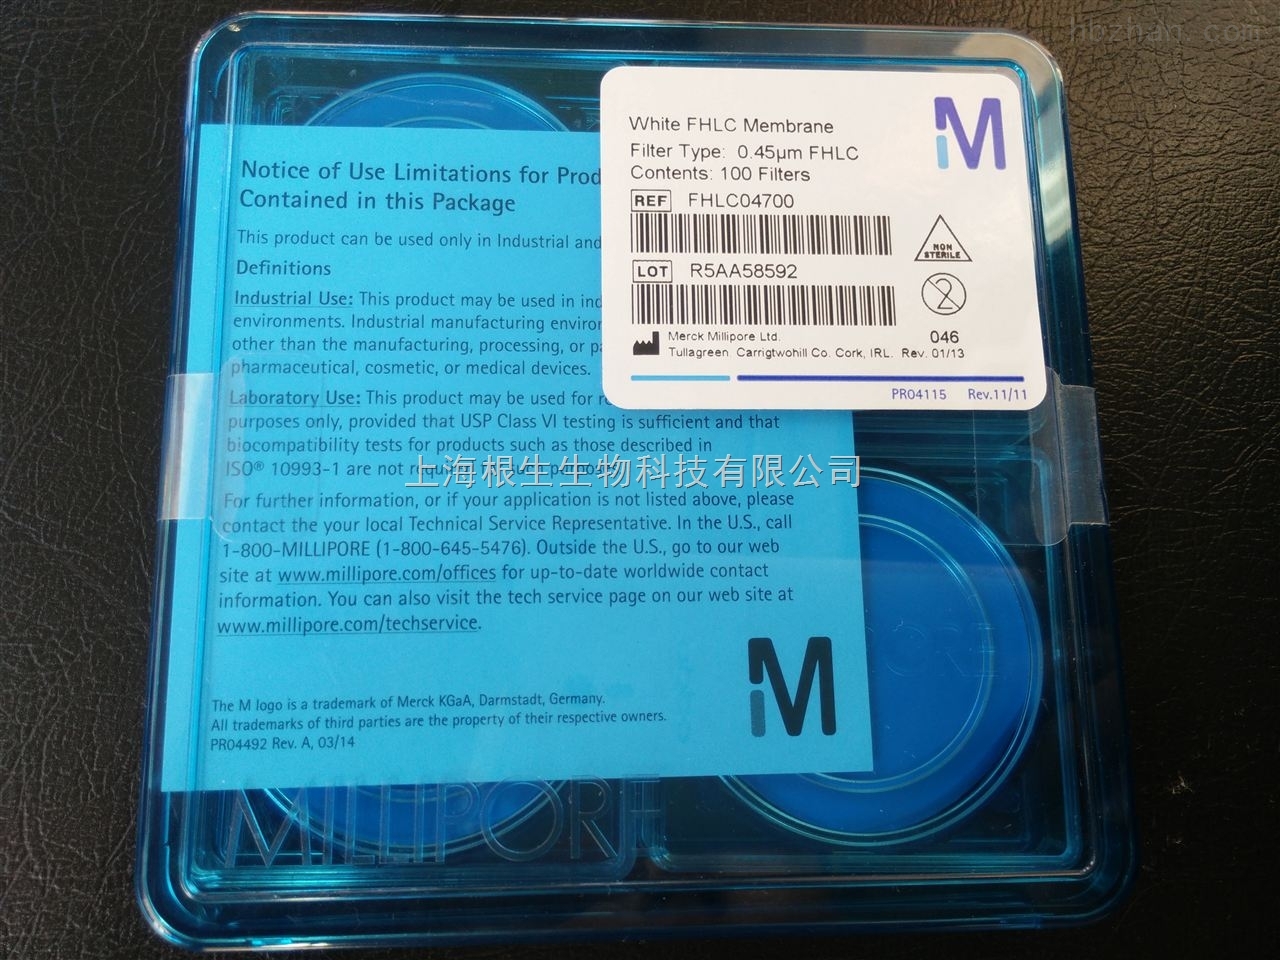 hbzhan.com
White FHLC Membrane
Filter Type: 0.45µm FHLC
Contents: 100 Filters
REF FHLC04700
LOT R5AA58592
NON STERILE
2
046
Merck Millipore Ltd.
Tullagreen. Carrigtwohill Co. Cork, IRL. Rev. 01/13
PR04115 Rev.11/11
M
Notice of Use Limitations for Prod
Contained in this Package
This product can be used only in Industrial and
Definitions
Industrial Use: This product may be used in ind
environments. Industrial manufacturing enviror
other than the manufacturing, processing, or pa
pharmaceutical, cosmetic, or medical devices.
Laboratory Use: This product may be used for re
purposes only, provided that USP Class VI testing is sufficient and that
biocompatibility tests for products such as those described in
ISO® 10993-1 are not
上海根生生物科技有限公司
For further information, or if your application is not listed above, please
contact the your local Technical Service Representative. In the U.S., call
1-800-MILLIPORE (1-800-645-5476). Outside the U.S., go to our web
site at www.millipore.com/offices for up-to-date worldwide contact
information. You can also visit the tech service page on our web site at
www.millipore.com/techservice.
M
The M logo is a trademark of Merck KGaA, Darmstadt, Germany.
All trademarks of third parties are the property of their respective owners.
PR04492 Rev. A, 03/14
MILLIPORE